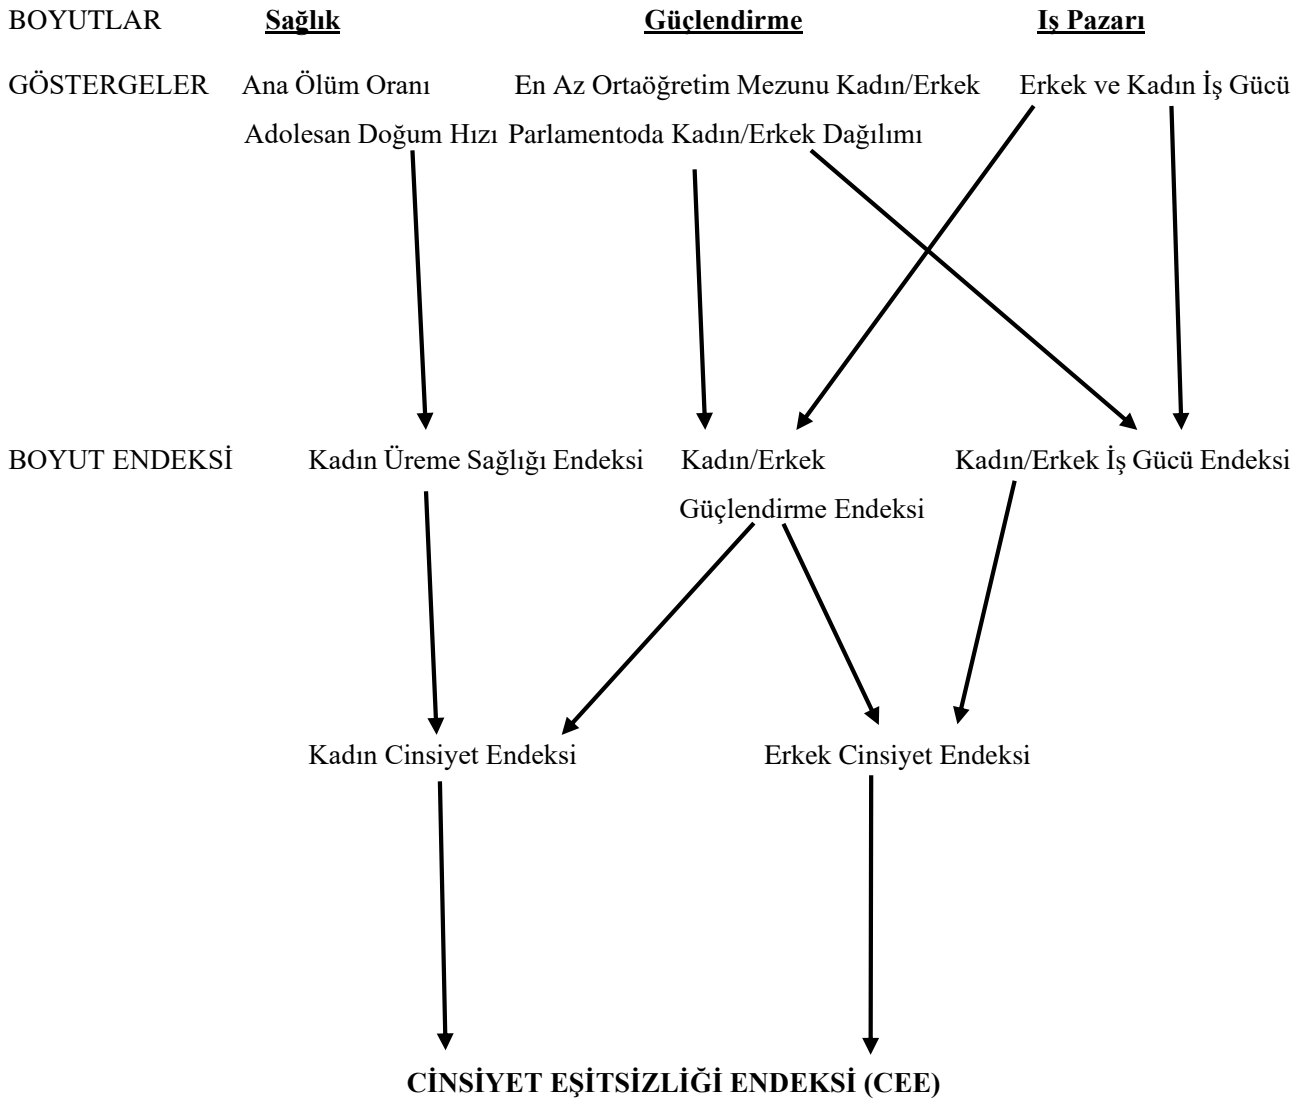 BOYUTLAR Sağlık Güçlendirme Iş Pazarı
GÖSTERGELER Ana Ölüm Oranı En Az Ortaöğretim Mezunu Kadın/Erkek Erkek ve Kadın İş Gücü
Adolesan Doğum Hızı Parlamentoda Kadın/Erkek Dağılımı
BOYUT ENDEKSİ Kadın Üreme Sağlığı Endeksi Kadın/Erkek Kadın/Erkek İş Gücü Endeksi
Güçlendirme Endeksi
Kadın Cinsiyet Endeksi Erkek Cinsiyet Endeksi
CİNSİYET EŞİTSİZLİĞİ ENDEKSİ (CEE)